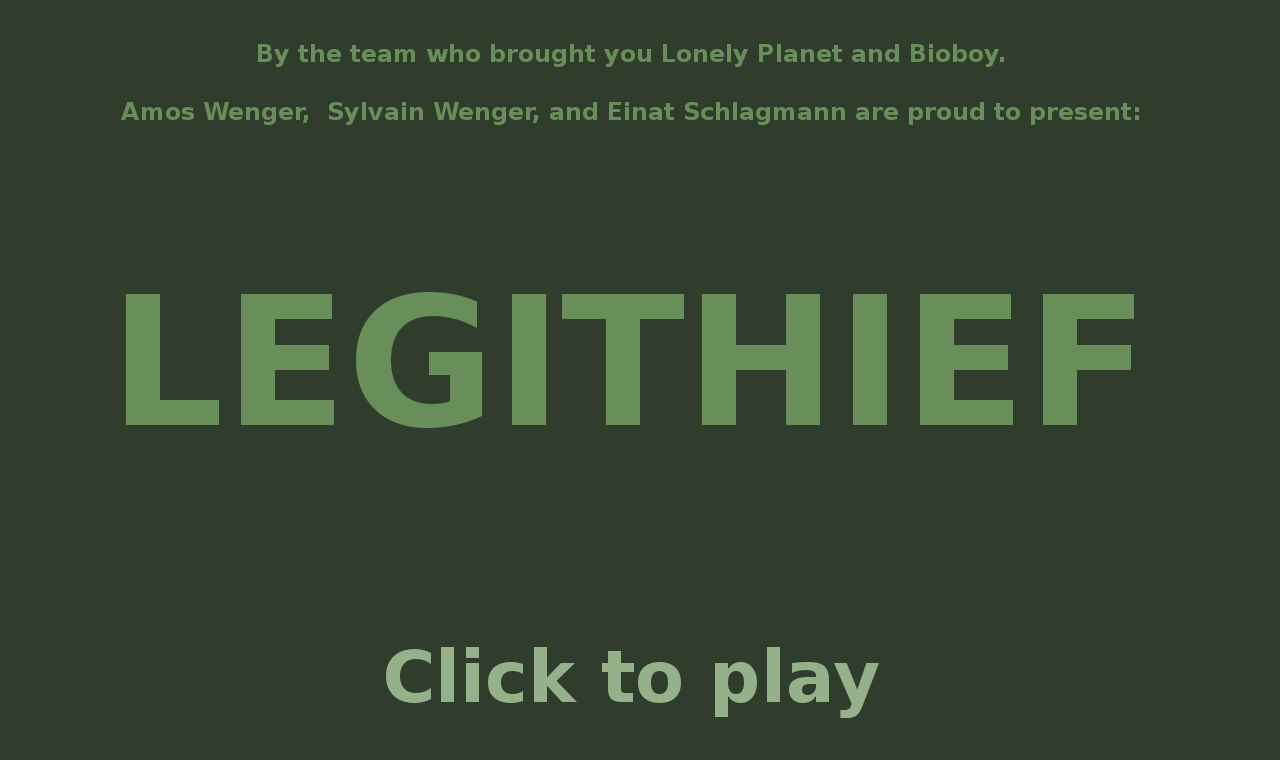 By the team who brought you Lonely Planet and Bioboy.
Amos Wenger,  Sylvain Wenger, and Einat Schlagmann are proud to present:
LEGITHIEF
Click to play